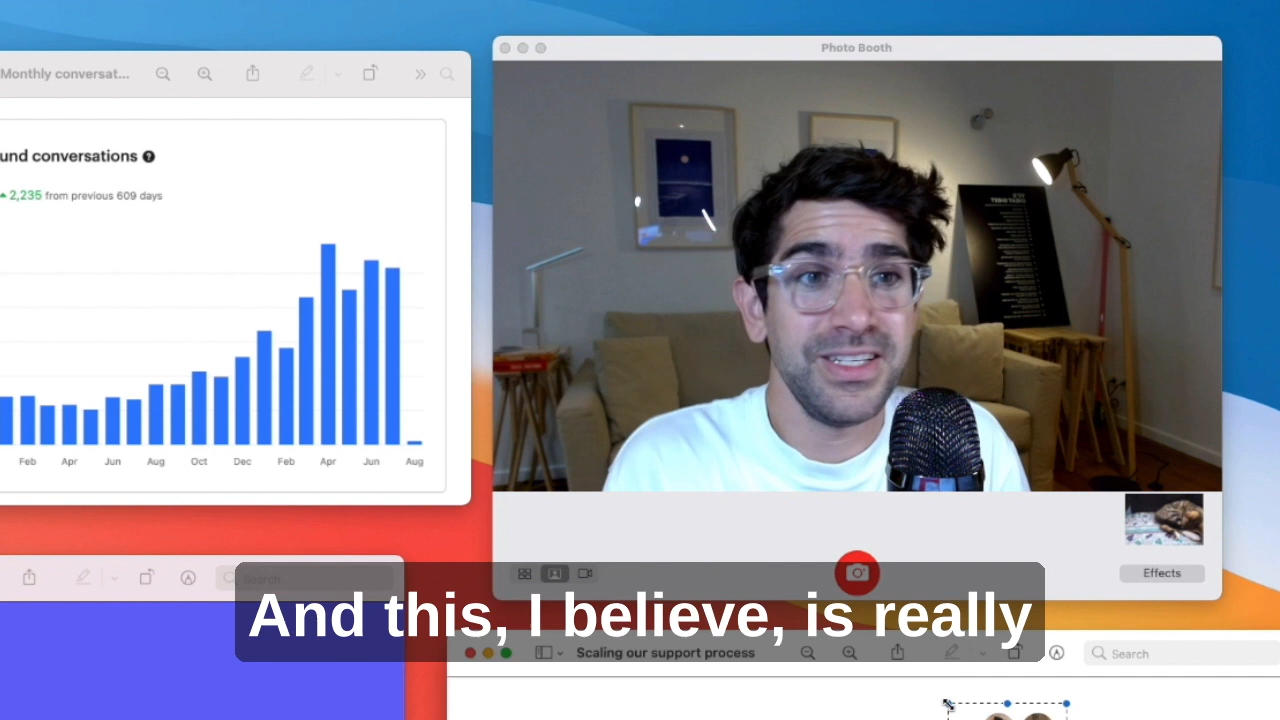 Photo Booth
Monthly conversat...
und conversations
2,235 from previous 609 days
Feb Apr Jun Aug Oct Dec Feb Apr Jun Aug
Effects
Search
And this, I believe, is really
Scaling our support process
Search